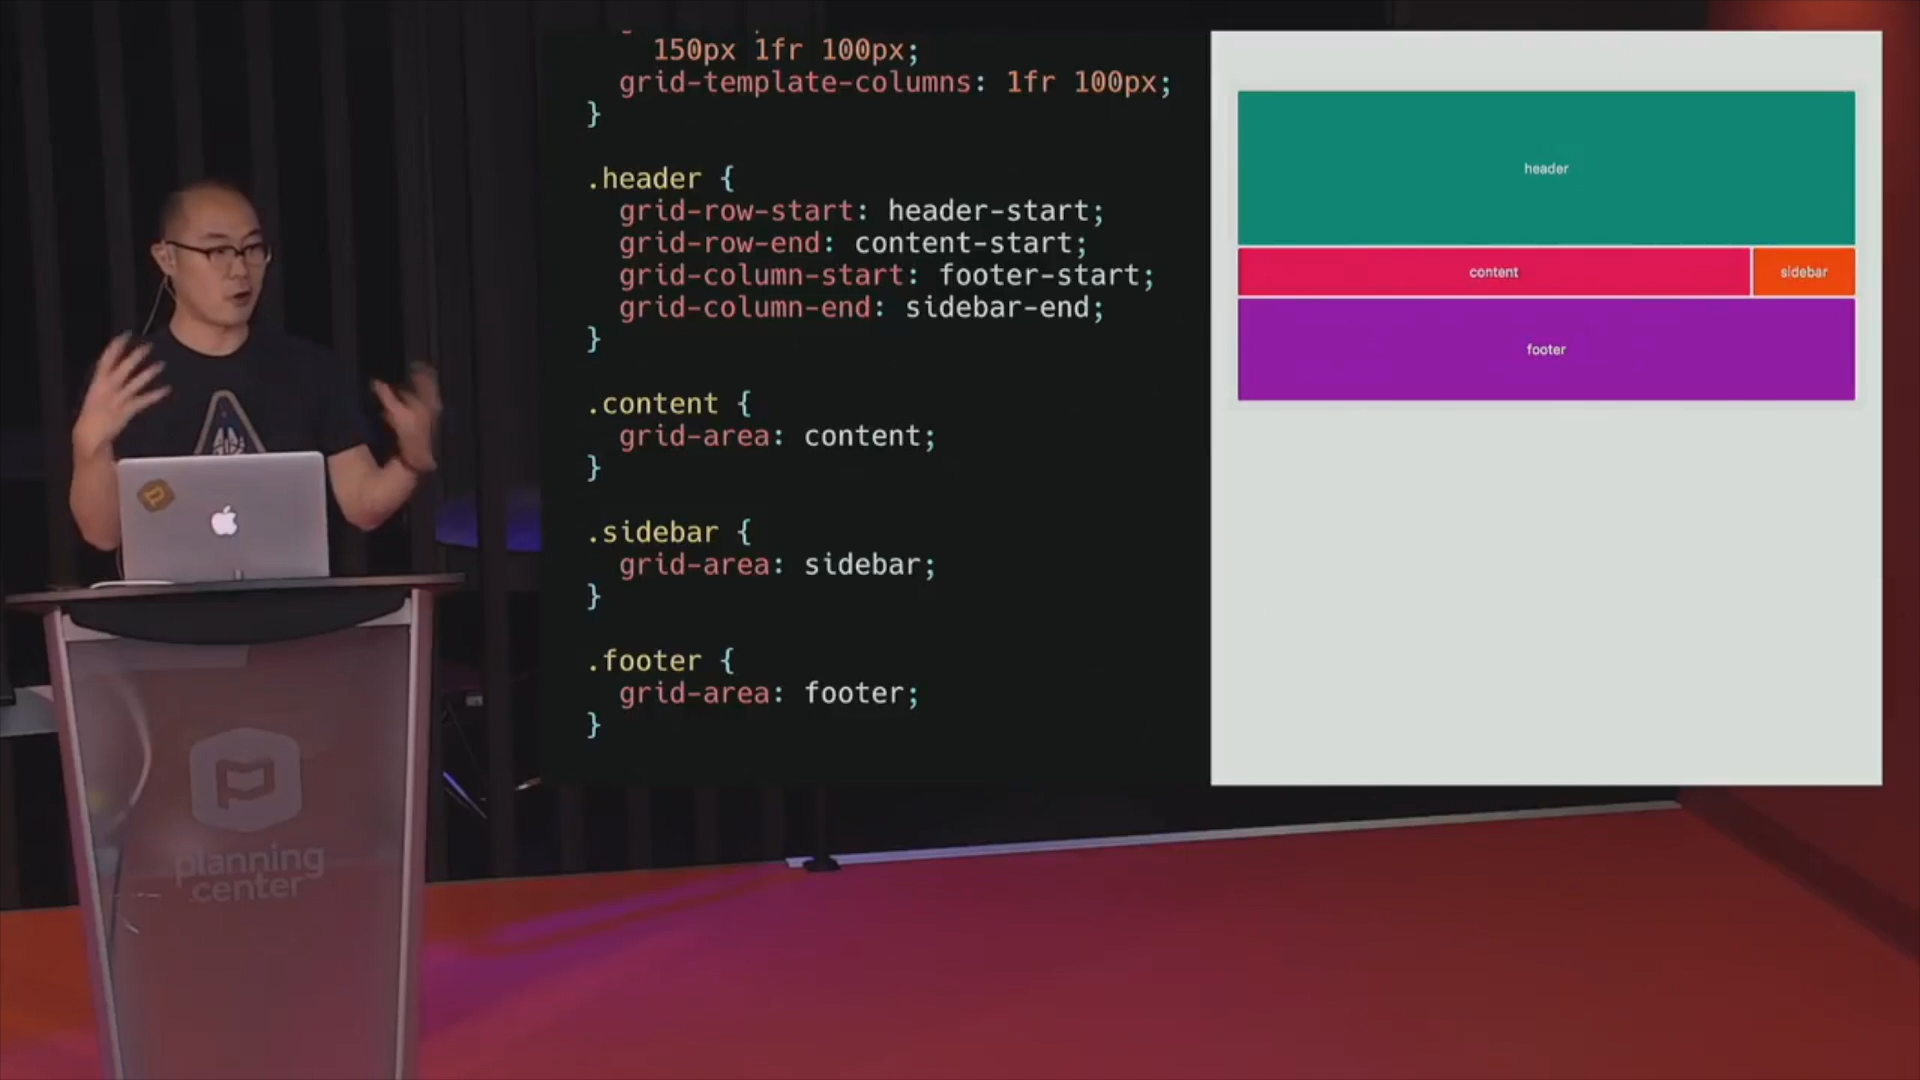 150px 1fr 100px;
grid-template-columns: 1fr 100px;
}
.header {
grid-row-start: header-start;
grid-row-end: content-start;
grid-column-start: footer-start;
grid-column-end: sidebar-end;
}
.content {
grid-area: content;
}
.sidebar {
grid-area: sidebar;
}
.footer {
grid-area: footer;
}
header
content
sidebar
footer
planning
center